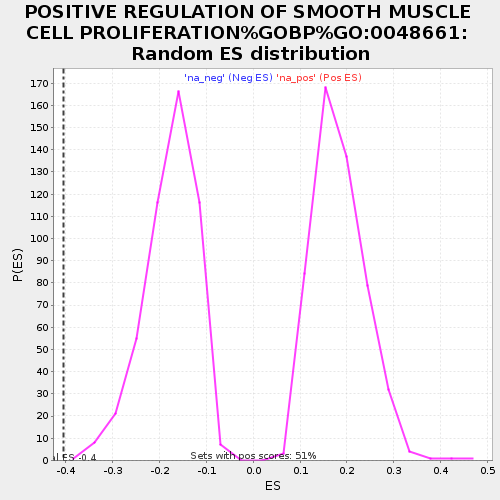 POSITIVE REGULATION OF SMOOTH MUSCLE
CELL PROLIFERATION%GOBP%GO:0048661:
Random ES distribution
'na_neg' (Neg ES) 'na_pos' (Pos ES)
P(ES)
170
160
150
140
130
120
110
100
90
80
70
60
50
40
30
20
10
0
ES -0.4
Sets with pos scores: 51%
-0.4 -0.3 -0.2 -0.1 0.0 0.1 0.2 0.3 0.4 0.5
ES